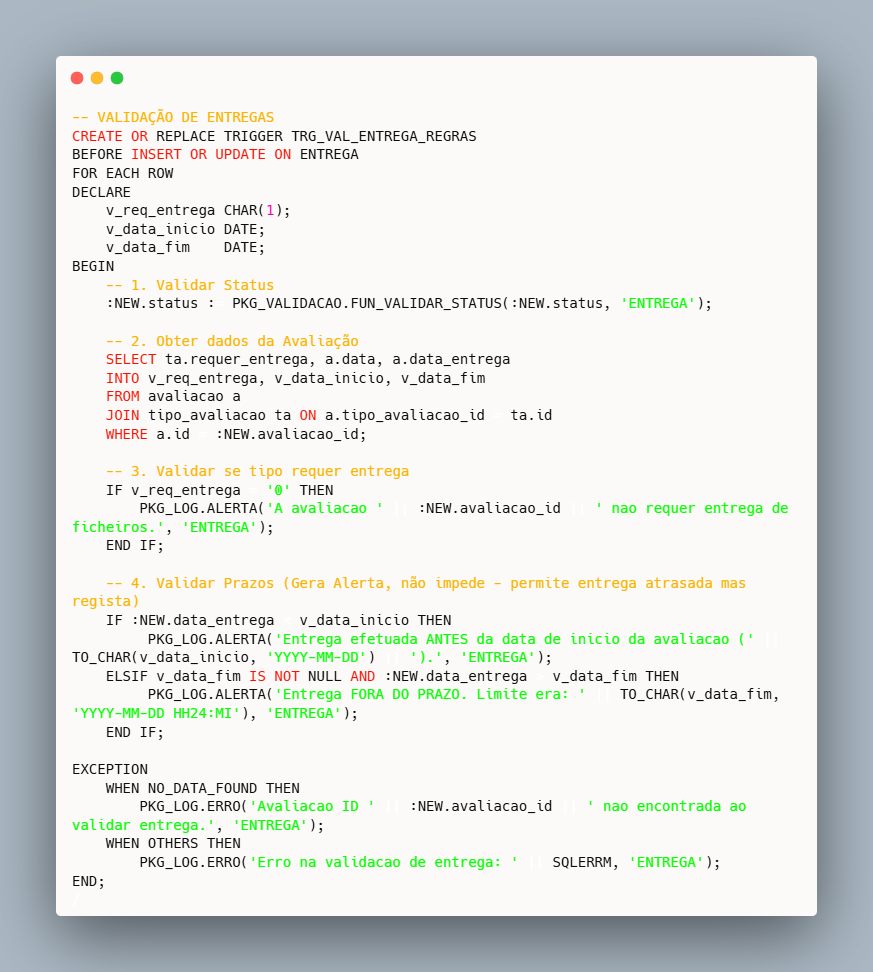 -- VALIDAÇÃO DE ENTREGAS
CREATE OR REPLACE TRIGGER TRG_VAL_ENTREGA_REGRAS
BEFORE INSERT OR UPDATE ON ENTREGA
FOR EACH ROW
DECLARE
    v_req_entrega CHAR(1);
    v_data_inicio DATE;
    v_data_fim    DATE;
BEGIN
    -- 1. Validar Status
    :NEW.status := PKG_VALIDACAO.FUN_VALIDAR_STATUS(:NEW.status, 'ENTREGA');
    -- 2. Obter dados da Avaliação
    SELECT ta.requer_entrega, a.data, a.data_entrega
    INTO v_req_entrega, v_data_inicio, v_data_fim
    FROM avaliacao a
    JOIN tipo_avaliacao ta ON a.tipo_avaliacao_id = ta.id
    WHERE a.id = :NEW.avaliacao_id;
    -- 3. Validar se tipo requer entrega
    IF v_req_entrega = '0' THEN
        PKG_LOG.ALERTA('A avaliacao ' || :NEW.avaliacao_id || ' nao requer entrega de
ficheiros.', 'ENTREGA');
    END IF;
    -- 4. Validar Prazos (Gera Alerta, não impede - permite entrega atrasada mas
regista)
    IF :NEW.data_entrega < v_data_inicio THEN
         PKG_LOG.ALERTA('Entrega efetuada ANTES da data de inicio da avaliacao (' ||
TO_CHAR(v_data_inicio, 'YYYY-MM-DD') || ').', 'ENTREGA');
    ELSIF v_data_fim IS NOT NULL AND :NEW.data_entrega > v_data_fim THEN
         PKG_LOG.ALERTA('Entrega FORA DO PRAZO. Limite era: ' || TO_CHAR(v_data_fim,
'YYYY-MM-DD HH24:MI'), 'ENTREGA');
    END IF;
EXCEPTION
    WHEN NO_DATA_FOUND THEN
        PKG_LOG.ERRO('Avaliacao ID ' || :NEW.avaliacao_id || ' nao encontrada ao
validar entrega.', 'ENTREGA');
    WHEN OTHERS THEN
        PKG_LOG.ERRO('Erro na validacao de entrega: ' || SQLERRM, 'ENTREGA');
END;
/